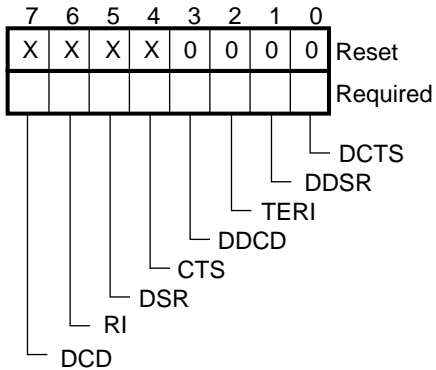 7 6 5 4 3 2 1 0
X X X X 0 0 0 0 Reset
Required
DCTS
DDSR
TERI
DDCD
CTS
DSR
RI
DCD